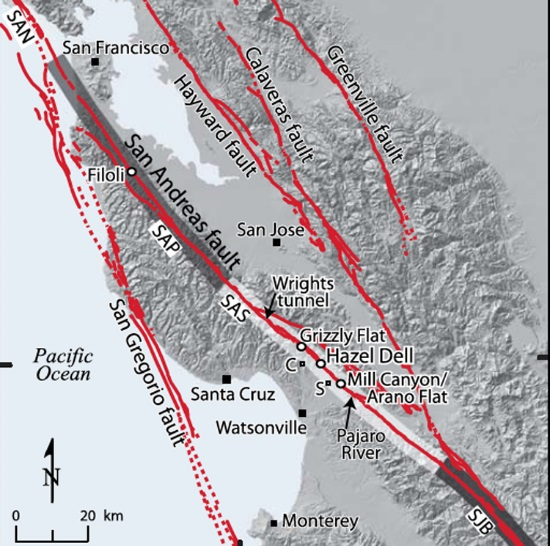 SAN
San Francisco
Calaveras fault
Greenville fault
Hayward fault
San Andreas fault
Filoli
SAP
San Jose
SAS
Wrights
tunnel
San Gregorio fault
Grizzly Flat
C
Hazel Dell
Pacific
Ocean
S
Mill Canyon/
Arano Flat
Santa Cruz
Watsonville
Pajaro
River
N
0 20 km
Monterey
SJB